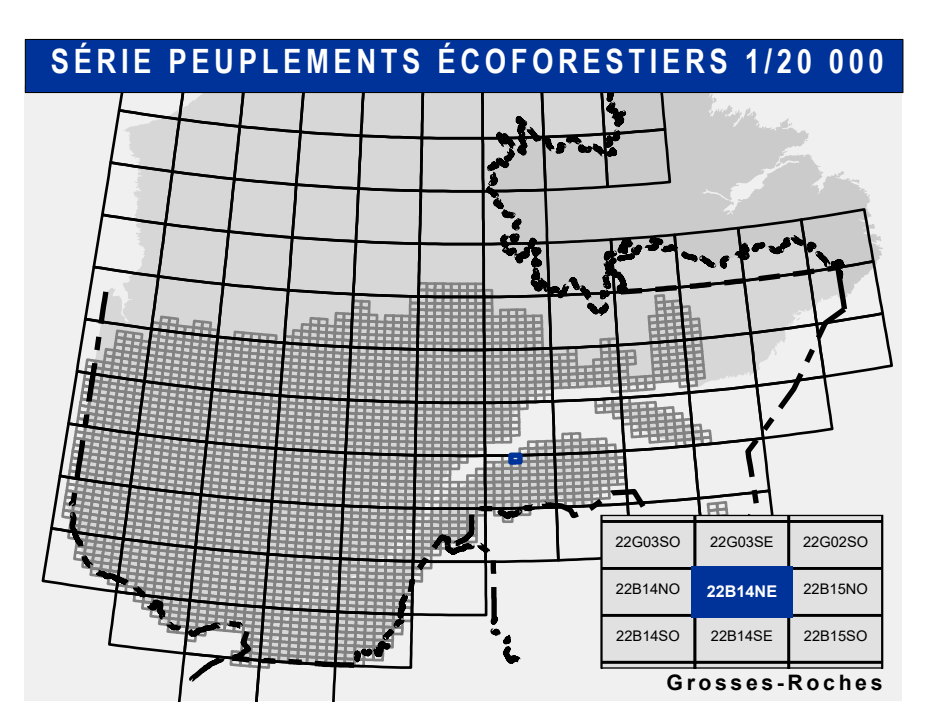 SÉRIE PEUPLEMENTS ÉCOFORESTIERS 1/20 000
22G03SO 22G03SE 22G02SO
22B14NO 22B14NE 22B15NO
22B14SO 22B14SE 22B15SO
Grosses-Roches